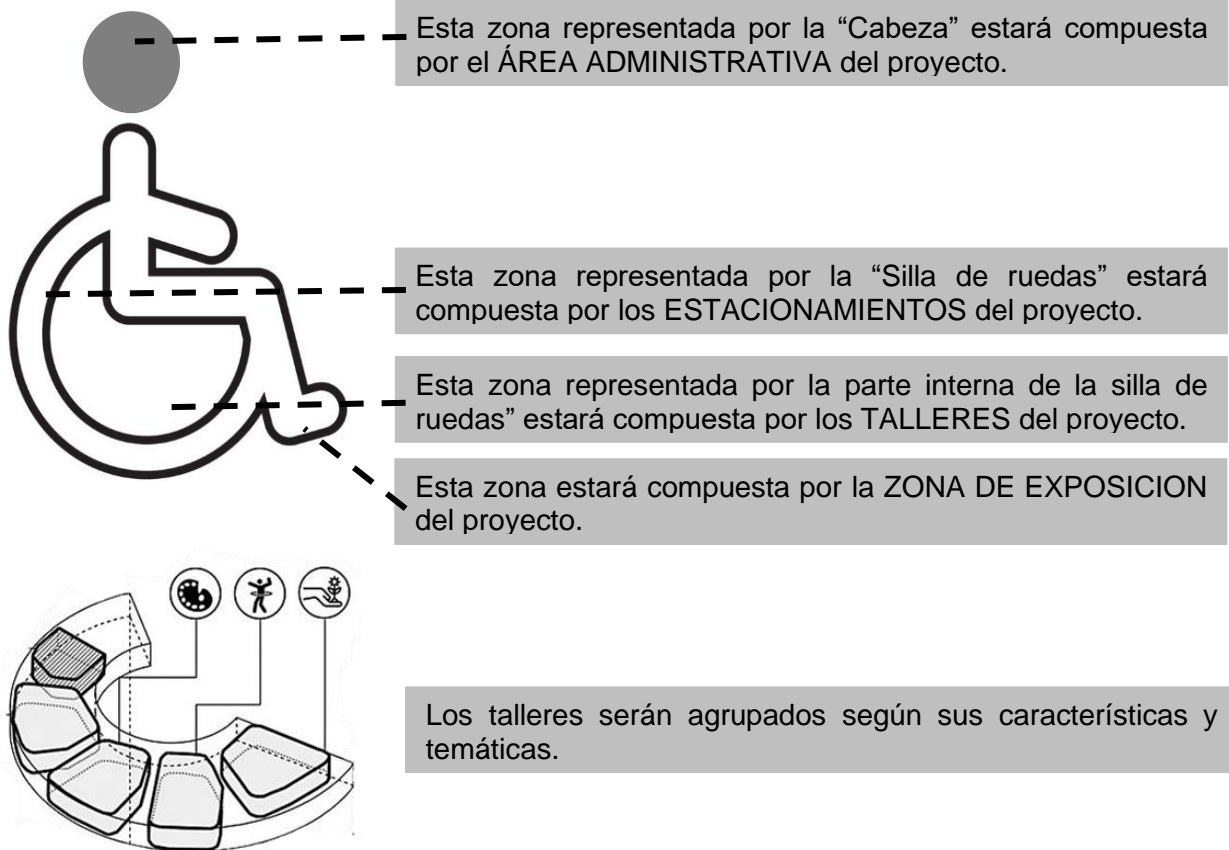 Esta zona representada por la “Cabeza” estará compuesta
por el ÁREA ADMINISTRATIVA del proyecto.
Esta zona representada por la “Silla de ruedas” estará
compuesta por los ESTACIONAMIENTOS del proyecto.
Esta zona representada por la parte interna de la silla de
ruedas” estará compuesta por los TALLERES del proyecto.
Esta zona estará compuesta por la ZONA DE EXPOSICION
del proyecto.
Los talleres serán agrupados según sus características y
temáticas.